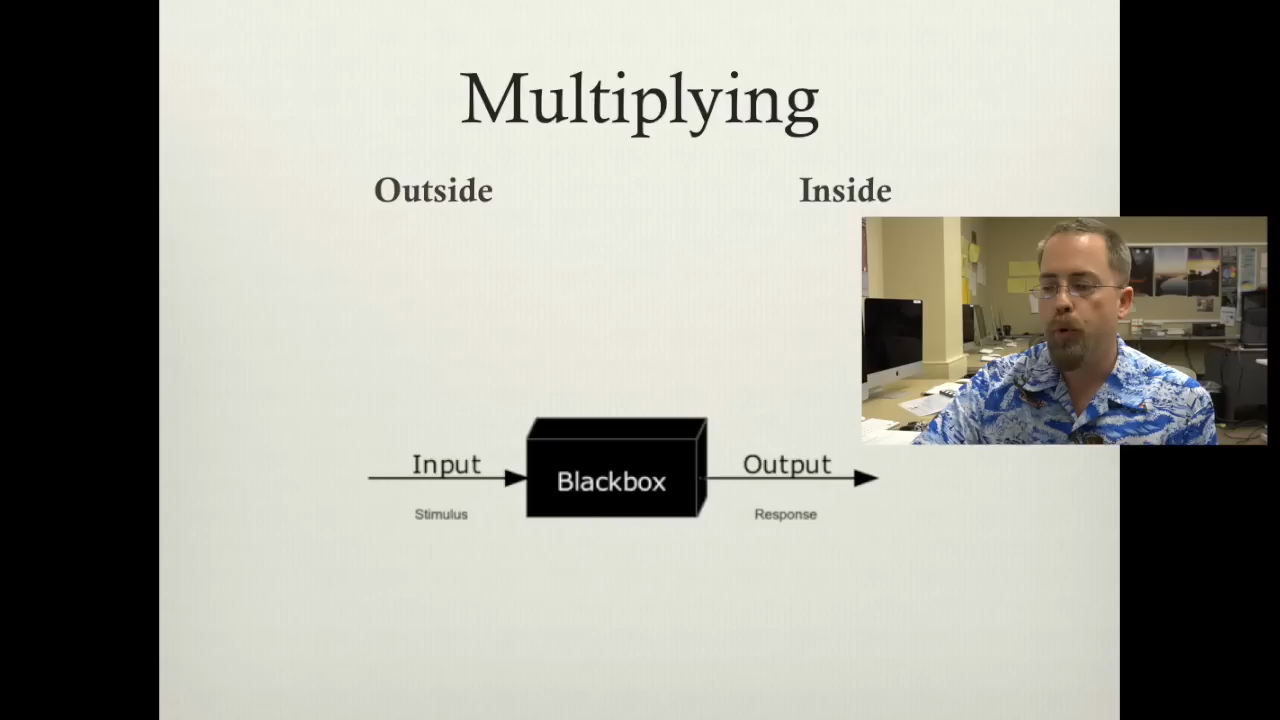 Multiplying
Outside
Inside
Input
Blackbox
Output
Stimulus
Response